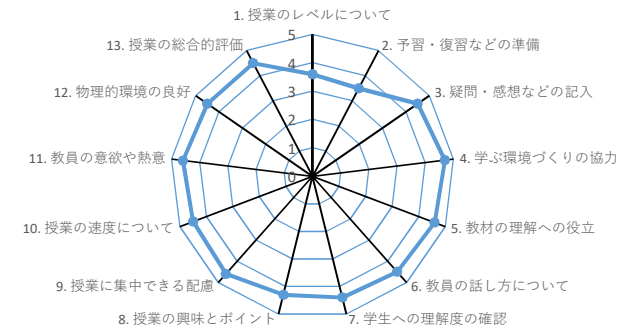 1. 授業のレベルについて
2. 予習・復習などの準備
3. 疑問・感想などの記入
4. 学ぶ環境づくりの協力
5. 教材の理解への役立
6. 教員の話し方について
7. 学生への理解度の確認
8. 授業の興味とポイント
9. 授業に集中できる配慮
10. 授業の速度について
11. 教員の意欲や熱意
12. 物理的環境の良好
13. 授業の総合的評価
5
4
3
2
1
0